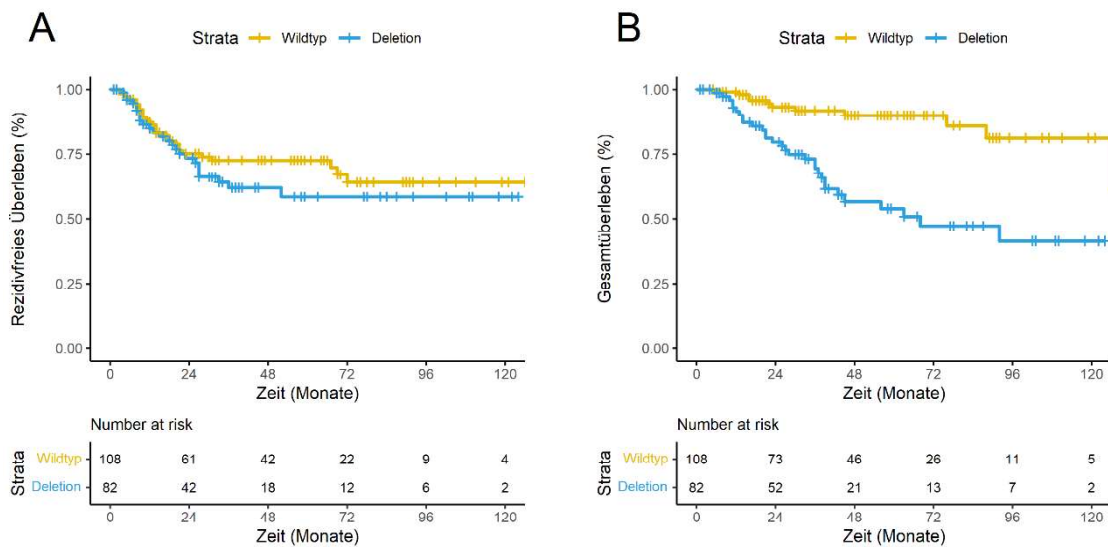 A
Strata Wildtyp Deletion
Rezidivfreies Überleben (%)
1.00
0.75
0.50
0.25
0.00
0 24 48 72 96 120
Zeit (Monate)
Number at risk
Strata
Wildtyp 108 61 42 22 9 4
Deletion 82 42 18 12 6 2
0 24 48 72 96 120
Zeit (Monate)
B
Strata Wildtyp Deletion
Gesamtüberleben (%)
1.00
0.75
0.50
0.25
0.00
0 24 48 72 96 120
Zeit (Monate)
Number at risk
Strata
Wildtyp 108 73 46 26 11 5
Deletion 82 52 21 13 7 2
0 24 48 72 96 120
Zeit (Monate)